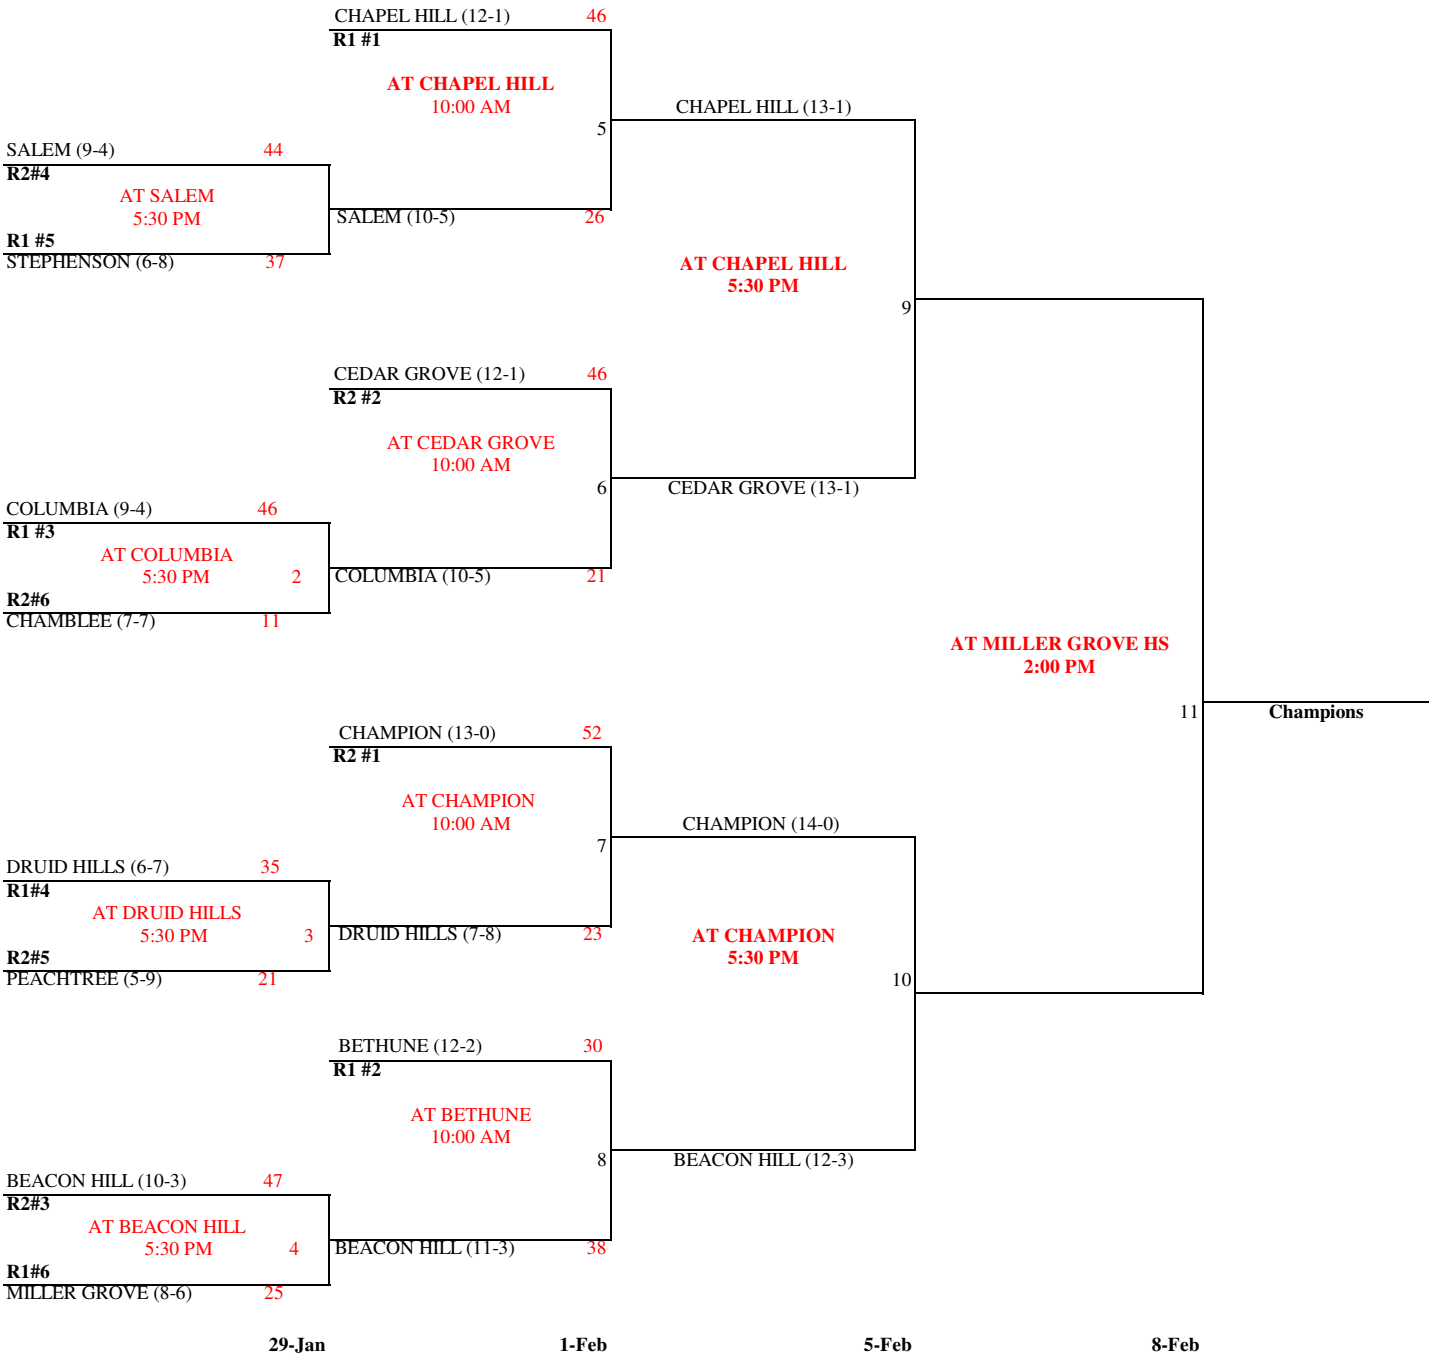 CHAPEL HILL (12-1) 46
R1 #1
AT CHAPEL HILL
10:00 AM
CHAPEL HILL (13-1)
5
SALEM (9-4) 44
R2#4
AT SALEM
5:30 PM
SALEM (10-5) 26
R1 #5
STEPHENSON (6-8) 37
AT CHAPEL HILL
5:30 PM
9
CEDAR GROVE (12-1) 46
R2 #2
AT CEDAR GROVE
10:00 AM
6
CEDAR GROVE (13-1)
COLUMBIA (9-4) 46
R1 #3
AT COLUMBIA
5:30 PM 2
COLUMBIA (10-5) 21
R2#6
CHAMBLEE (7-7) 11
AT MILLER GROVE HS
2:00 PM
11
Champions
CHAMPION (13-0) 52
R2 #1
AT CHAMPION
10:00 AM
CHAMPION (14-0)
7
DRUID HILLS (6-7) 35
R1#4
AT DRUID HILLS
5:30 PM 3
DRUID HILLS (7-8) 23
R2#5
PEACHTREE (5-9) 21
AT CHAMPION
5:30 PM
10
BETHUNE (12-2) 30
R1 #2
AT BETHUNE
10:00 AM
8
BEACON HILL (12-3)
BEACON HILL (10-3) 47
R2#3
AT BEACON HILL
5:30 PM 4
BEACON HILL (11-3) 38
R1#6
MILLER GROVE (8-6) 25
29-Jan 1-Feb 5-Feb 8-Feb